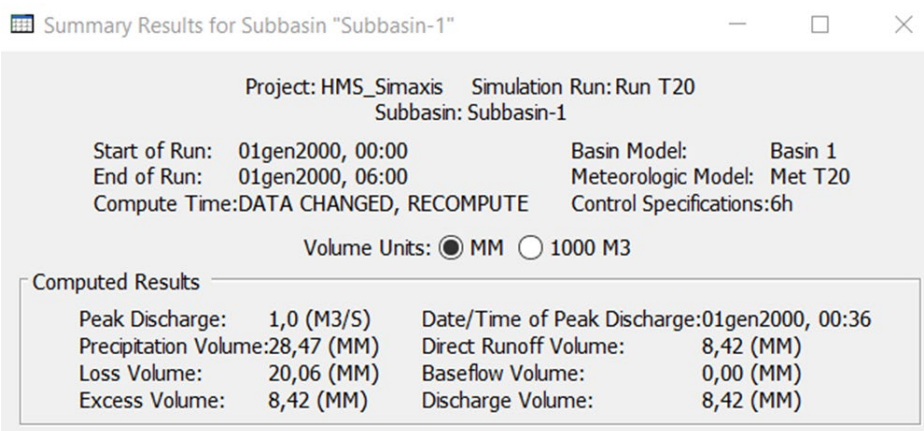 Summary Results for Subbasin "Subbasin-1"
Project: HMS_Simaxis Simulation Run: Run T20
Subbasin: Subbasin-1
Start of Run: 01gen2000, 00:00 Basin Model: Basin 1
End of Run: 01gen2000, 06:00 Meteorologic Model: Met T20
Compute Time:DATA CHANGED, RECOMPUTE Control Specifications:6h
Volume Units: MM 1000 M3
Computed Results
Peak Discharge: 1,0 (M3/S) Date/Time of Peak Discharge:01gen2000, 00:36
Precipitation Volume:28,47 (MM) Direct Runoff Volume: 8,42 (MM)
Loss Volume: 20,06 (MM) Baseflow Volume: 0,00 (MM)
Excess Volume: 8,42 (MM) Discharge Volume: 8,42 (MM)